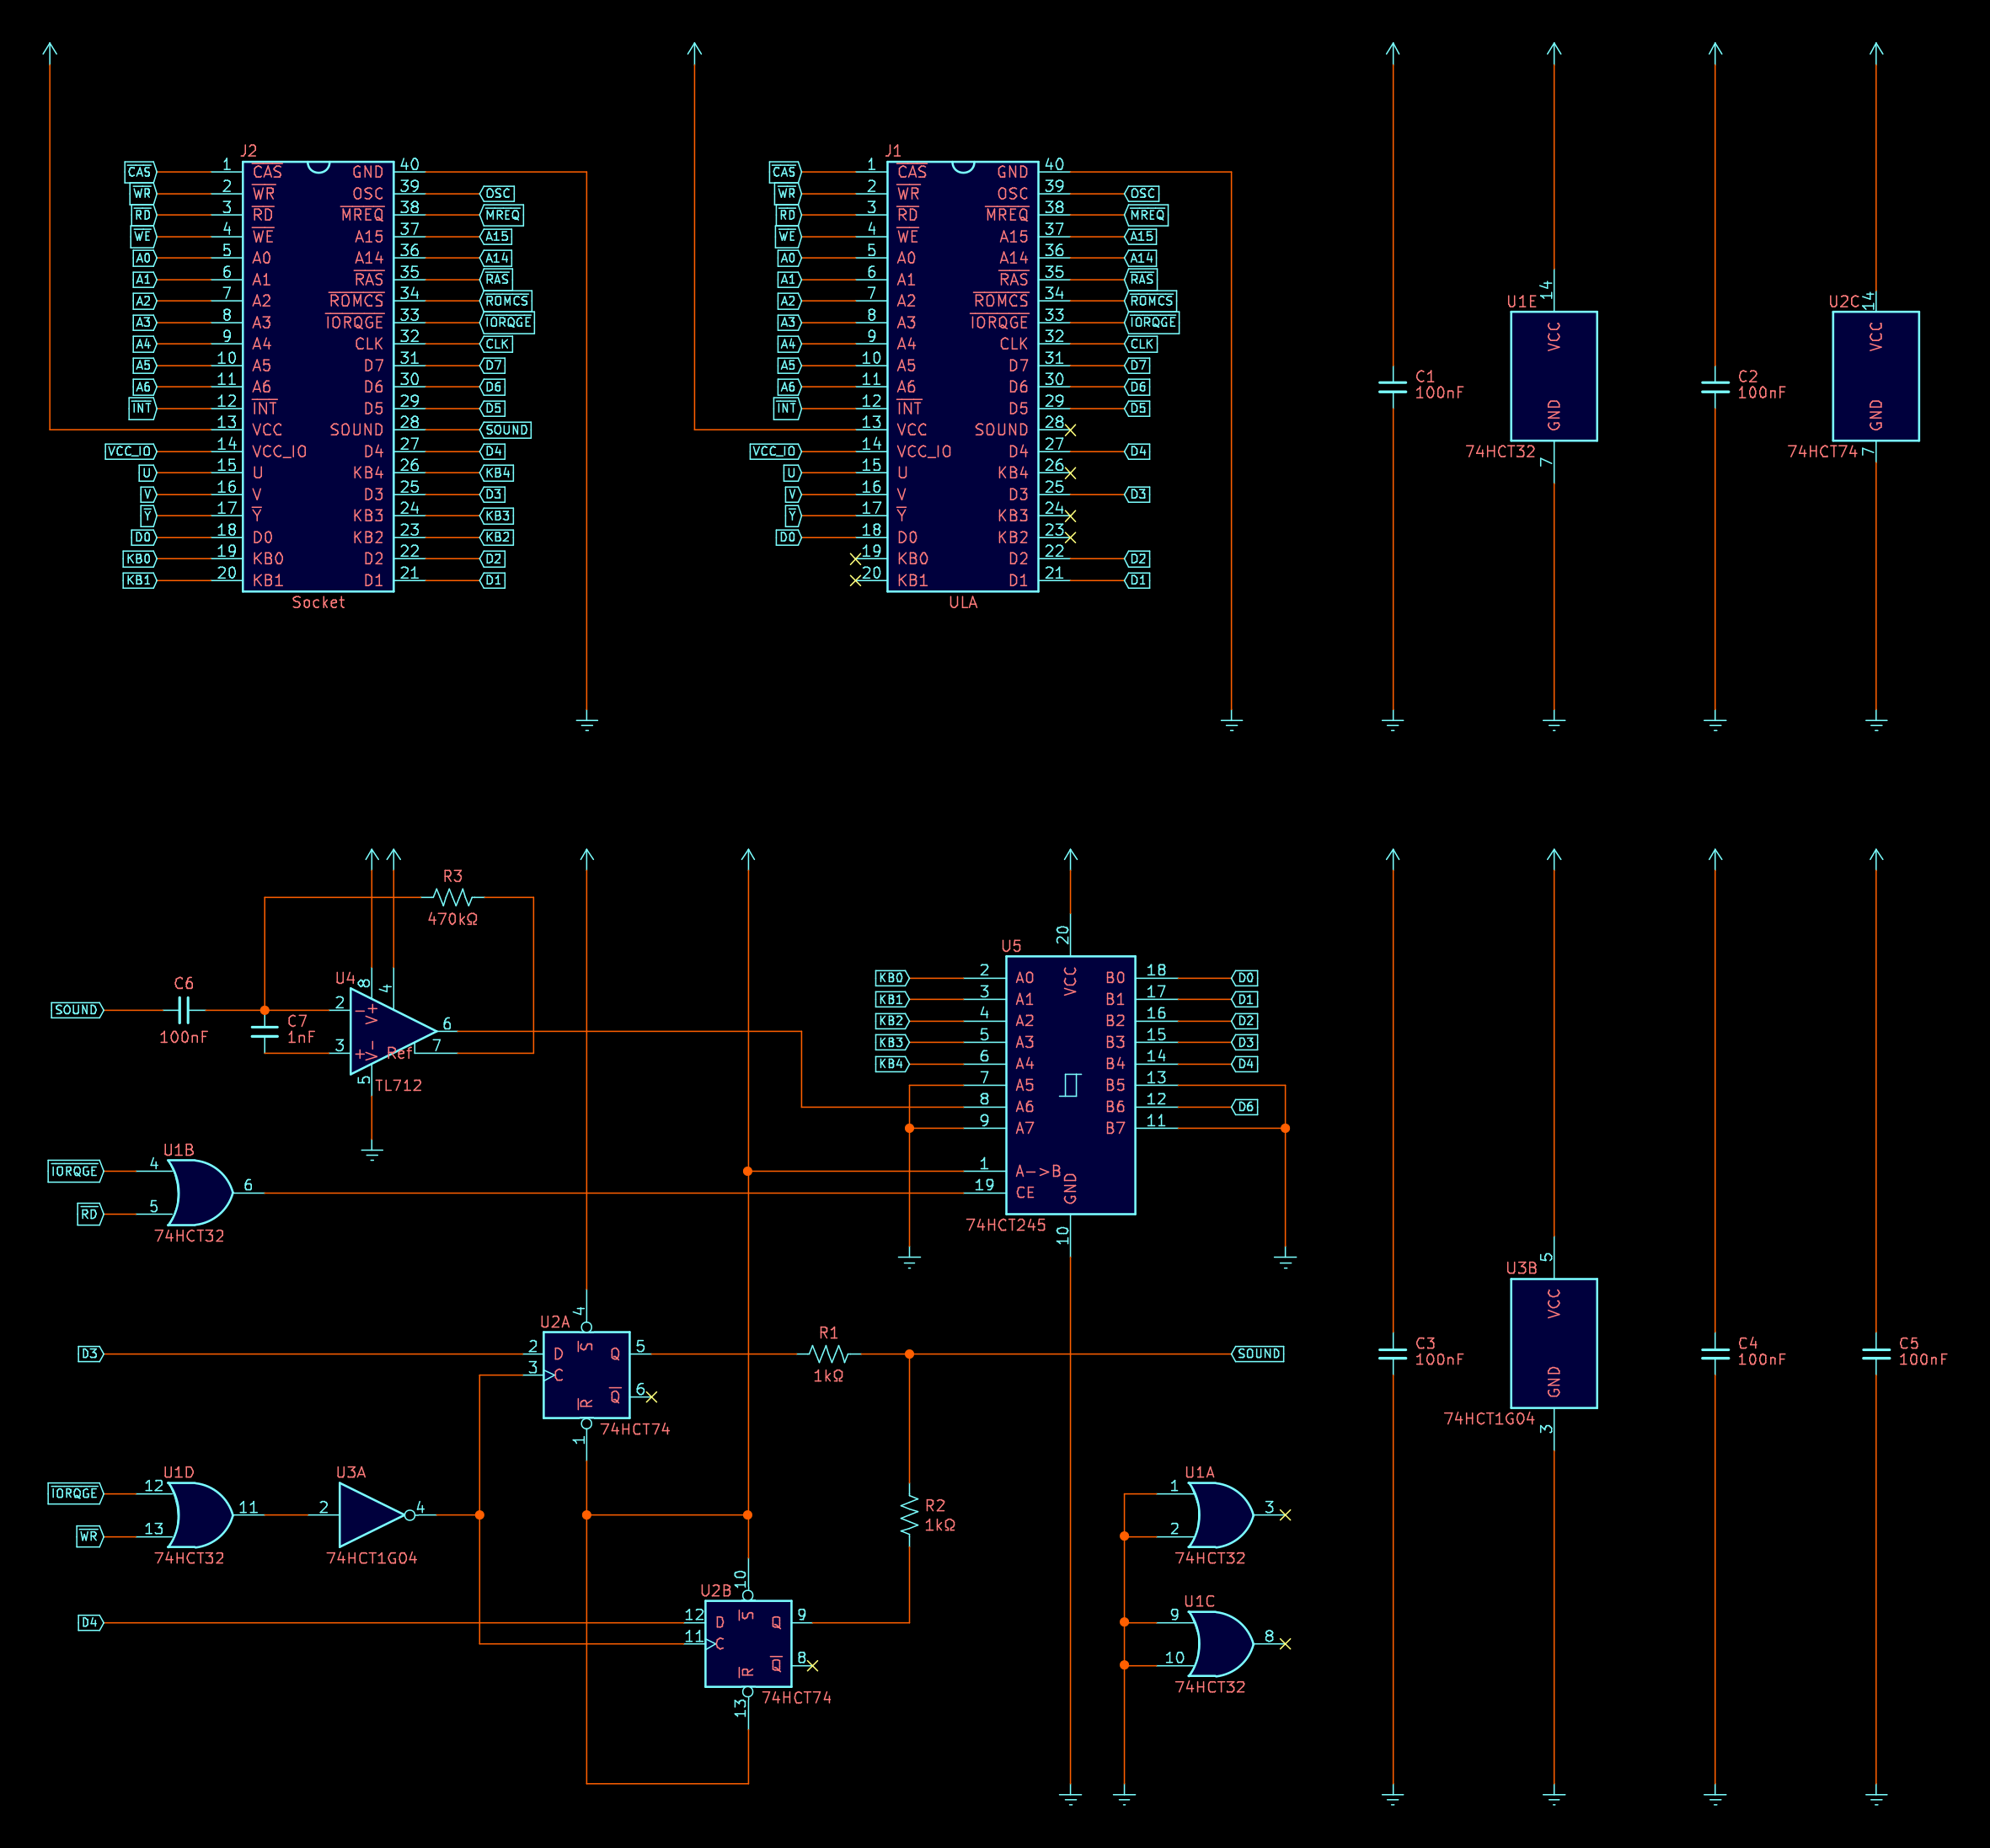 J2
CAS 1 CAS GND 40
WR 2 WR OSC 39 OSC
RD 3 RD MREQ 38 MREQ
WE 4 WE A15 37 A15
A0 5 A0 A14 36 A14
A1 6 A1 RAS 35 RAS
A2 7 A2 ROMCS 34 ROMCS
A3 8 A3 IORQGE 33 IORQGE
A4 9 A4 CLK 32 CLK
A5 10 A5 D7 31 D7
A6 11 A6 D6 30 D6
INT 12 INT D5 29 D5
13 VCC SOUND 28 SOUND
VCC_IO 14 VCC_IO D4 27 D4
U 15 U KB4 26 KB4
V 16 V D3 25 D3
Y 17 Y KB3 24 KB3
D0 18 D0 KB2 23 KB2
KB0 19 KB0 D2 22 D2
KB1 20 KB1 D1 21 D1
Socket
J1
CAS 1 CAS GND 40
WR 2 WR OSC 39 OSC
RD 3 RD MREQ 38 MREQ
WE 4 WE A15 37 A15
A0 5 A0 A14 36 A14
A1 6 A1 RAS 35 RAS
A2 7 A2 ROMCS 34 ROMCS
A3 8 A3 IORQGE 33 IORQGE
A4 9 A4 CLK 32 CLK
A5 10 A5 D7 31 D7
A6 11 A6 D6 30 D6
INT 12 INT D5 29 D5
13 VCC SOUND 28
VCC_IO 14 VCC_IO D4 27 D4
U 15 U KB4 26
V 16 V D3 25 D3
Y 17 Y KB3 24
D0 18 D0 KB2 23
19 KB0 D2 22 D2
20 KB1 D1 21 D1
ULA
C1
100nF
U1E
14
VCC
GND
74HCT32
7
C2
100nF
U2C
14
VCC
GND
74HCT74
7
R3
470kΩ
SOUND
C6
100nF
C7
1nF
U4
8
4
2 − V+
6
3 + V- Ref 7
5
TL712
U5
20
VCC
KB0 2 A0 B0 18 D0
KB1 3 A1 B1 17 D1
KB2 4 A2 B2 16 D2
KB3 5 A3 B3 15 D3
KB4 6 A4 B4 14 D4
7 A5 B5 13
8 A6 B6 12 D6
9 A7 B7 11
1 A->B
19 CE
GND
74HCT245
10
U1B
IORQGE 4
6
RD 5
74HCT32
U2A
4
D3 2 D S Q 5
3 C
R Q 6
1
74HCT74
R1
1kΩ
SOUND
U1D
IORQGE 12
11
WR 13
74HCT32
U3A
2 4
74HCT1G04
R2
1kΩ
U2B
10
D4 12 D S Q 9
11 C
R Q 8
13
74HCT74
U1A
1
3
2
74HCT32
U1C
9
8
10
74HCT32
C3
100nF
U3B
5
VCC
GND
74HCT1G04
3
C4
100nF
C5
100nF